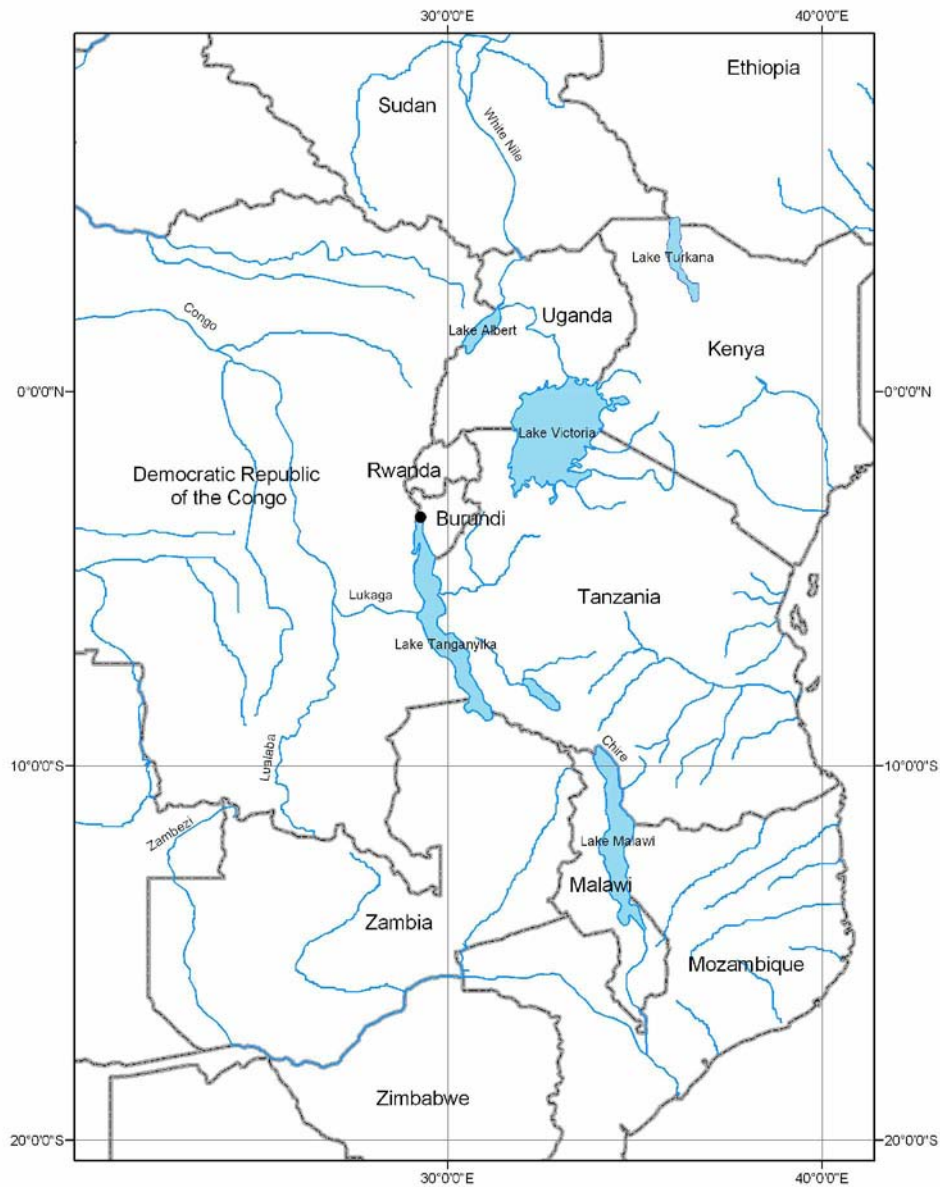 30°0'0"E
40°0'0"E
Ethiopia
Sudan
White Nile
Lake Turkana
Congo
Lake Albert
Uganda
Kenya
0°0'0"N
0°0'0"N
Lake Victoria
Democratic Republic
of the Congo
Rwanda
Burundi
Lukaga
Tanzania
Lake Tanganyika
Chire
Lualaba
10°0'0"S
10°0'0"S
Zambezi
Lake Malawi
Malawi
Zambia
Mozambique
Zimbabwe
20°0'0"S
20°0'0"S
30°0'0"E
40°0'0"E